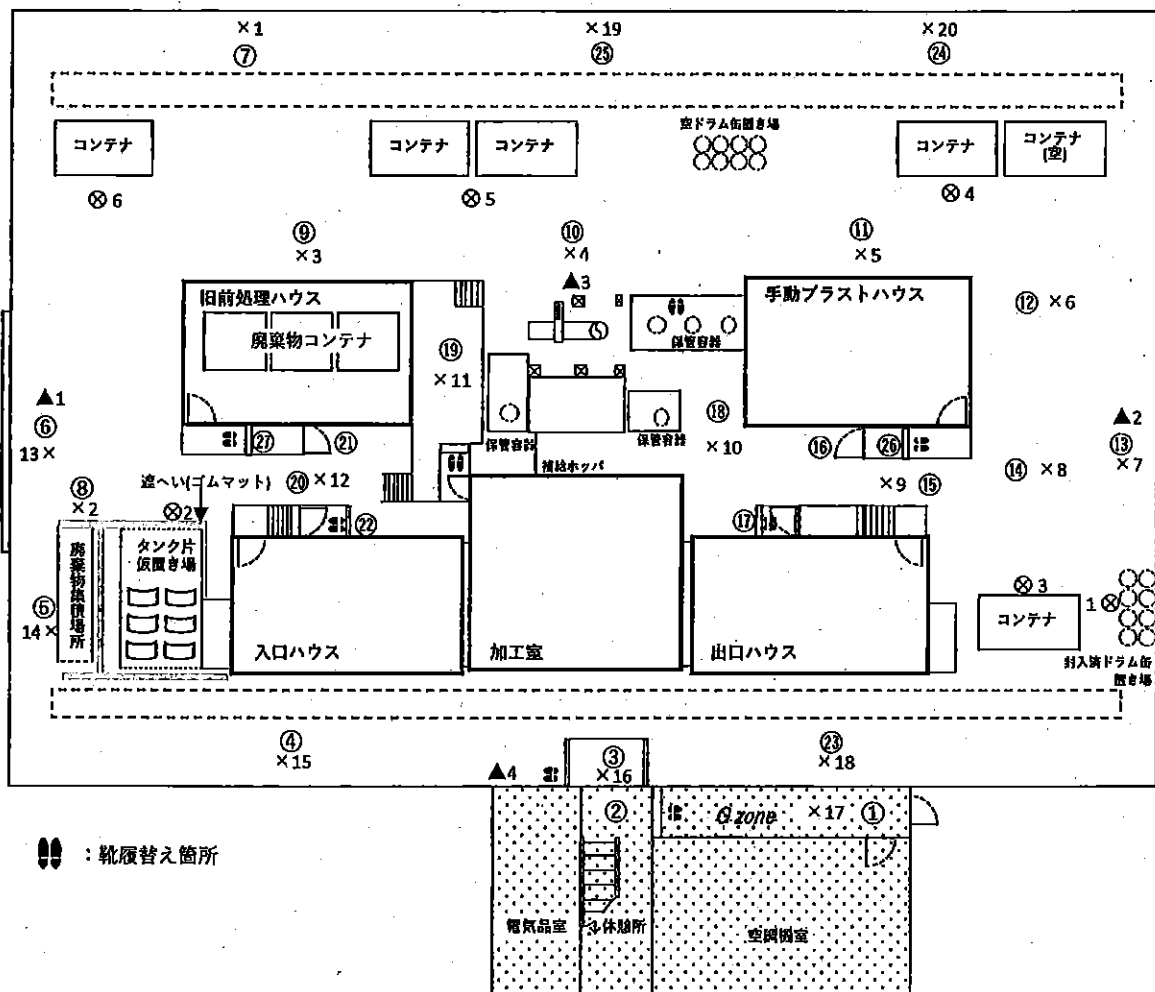 ×1
⑦
×19
㉕
×20
㉔
コンテナ
コンテナ
コンテナ
空ドラム缶置き場
コンテナ
コンテナ
(空)
⊗6
⊗5
⊗4
⑨
×3
⑩
×4
▲3
⑪
×5
旧前処理ハウス
廃棄物コンテナ
手動ブラストハウス
⑫ ×6
保管容器
⑲
×11
▲1
⑥
13×
⑱
×10
▲2
⑬
×7
㉗
㉑
保管容器
保管容器
補給ホッパ
⑯
㉖
⑭ ×8
⑧
×2
遮へい(ゴムマット)
⊗2
⑳ ×12
×9 ⑮
㉒
⑰
タンク片
仮置き場
廃棄物集積場所
⑤
14×
入口ハウス
加工室
出口ハウス
⊗3
コンテナ
1⊗
封入済ドラム缶
置き場
④
×15
▲4
③
×16
㉓
×18
②
G zone
×17 ①
:靴履替え箇所
電気品室
休憩所
空調機室